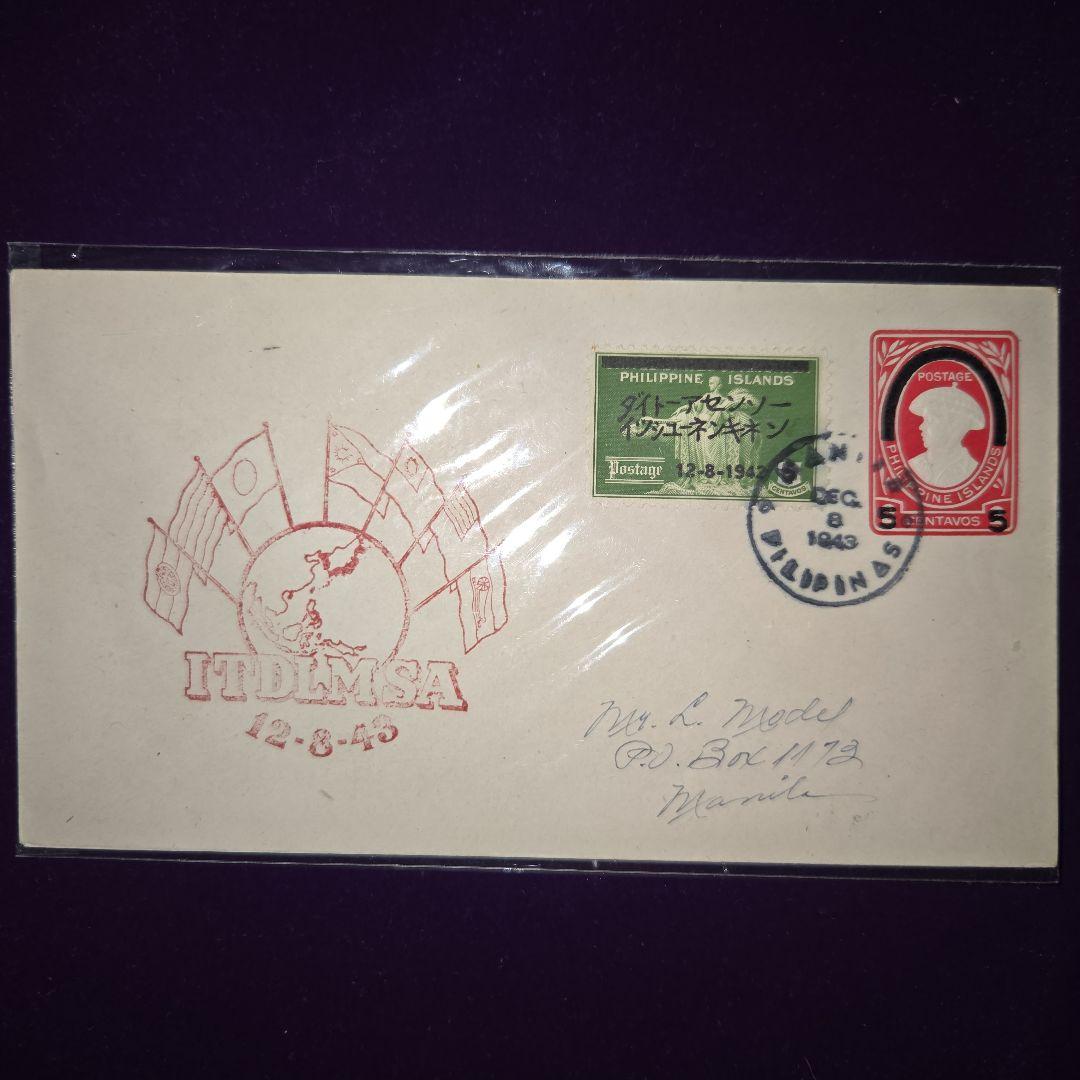 PHILIPPINE ISLANDS
ダイトーア・センソー
イッシューネンキネン
Postage 12-8-1942 5
CENTAVOS
POSTAGE
PHILIPPINE ISLANDS
5 CENTAVOS 5
DEC.
8
1943
PILIPINAS
ITDLMSA
12-8-43
Mr. L. Model
P.O. Box 1173
Manila